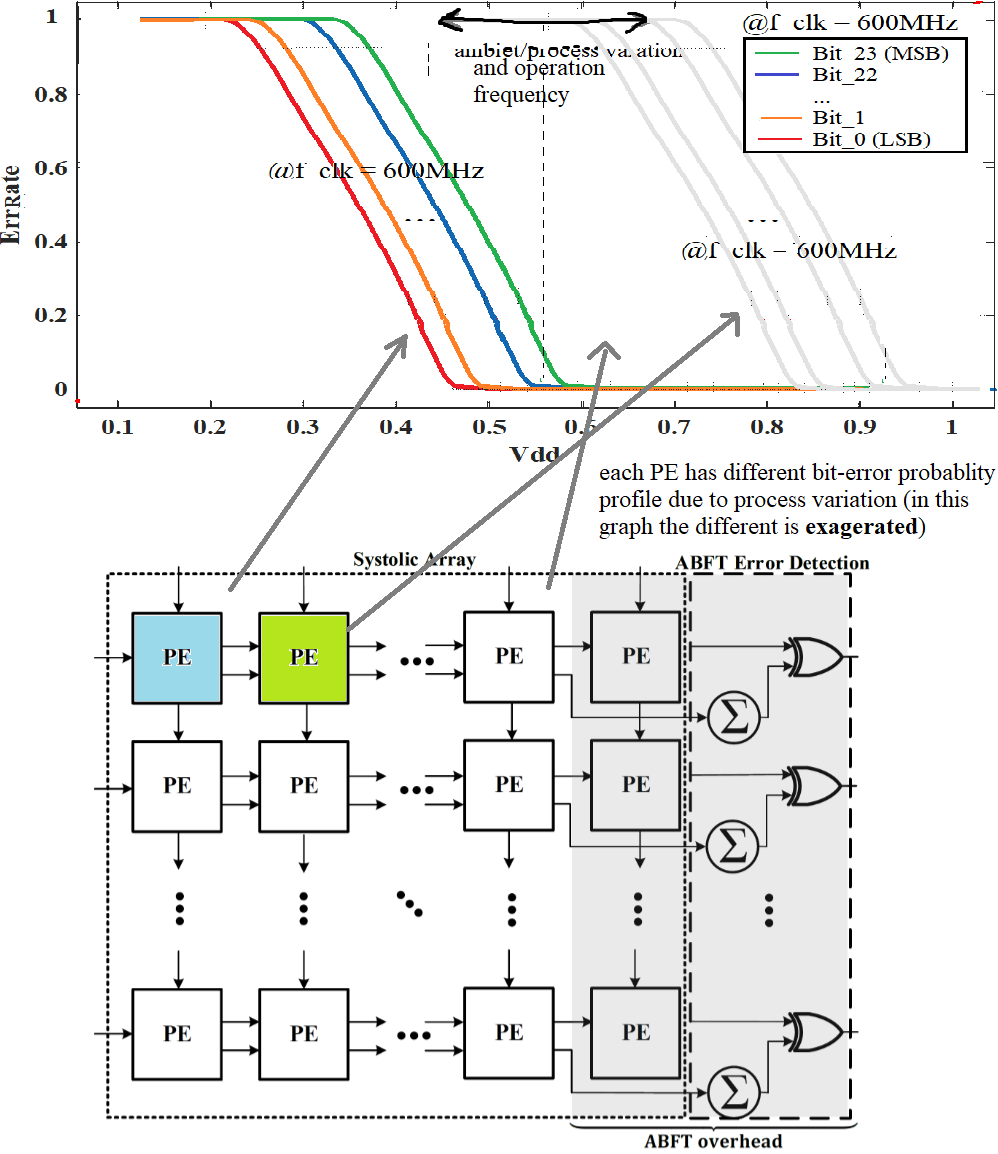 1
0.8
0.6
0.4
0.2
0
ErrRate
@f_clk = 600MHz
ambiet/process variation
and operation
frequency
Bit_23 (MSB)
Bit_22
...
Bit_1
Bit_0 (LSB)
@f_clk = 600MHz
...
...
@f_clk = 600MHz
0.1 0.2 0.3 0.4 0.5 0.6 0.7 0.8 0.9 1
Vdd
each PE has different bit-error probablity
profile due to process variation (in this
graph the different is exagerated)
Systolic Array
ABFT Error Detection
PE PE ... PE PE
Σ
PE PE ... PE PE
Σ
PE PE ... PE PE
Σ
ABFT overhead